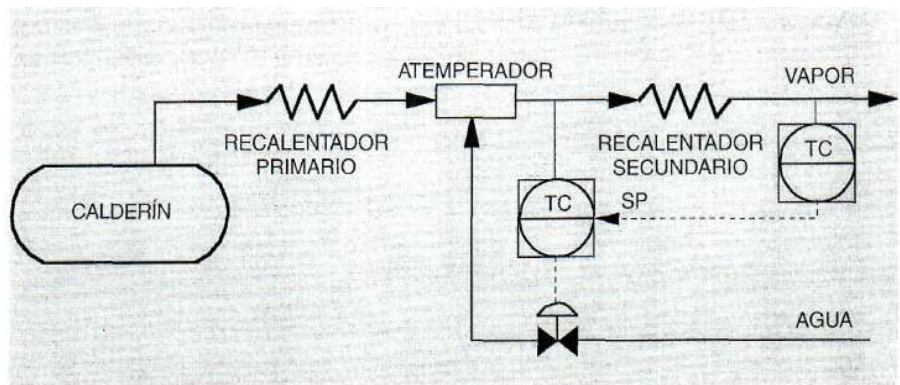 ATEMPERADOR
VAPOR
RECALENTADOR
PRIMARIO
RECALENTADOR
SECUNDARIO
TC
CALDERÍN
TC
SP
AGUA